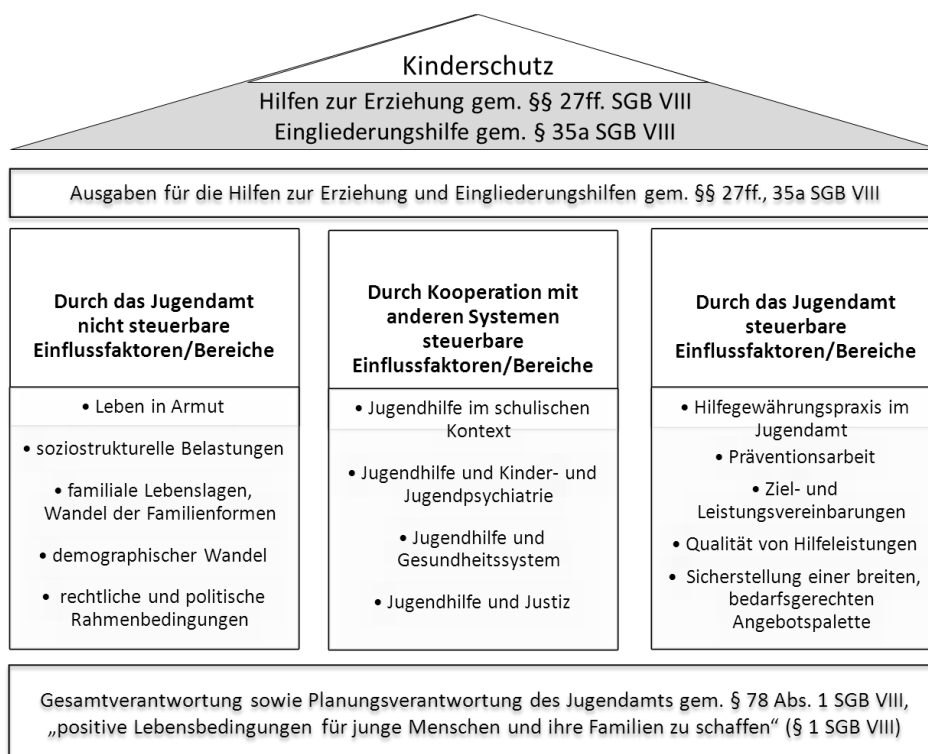 Kinderschutz
Hilfen zur Erziehung gem. §§ 27ff. SGB VIII
Eingliederungshilfe gem. § 35a SGB VIII
Ausgaben für die Hilfen zur Erziehung und Eingliederungshilfen gem. §§ 27ff., 35a SGB VIII
Durch das Jugendamt
nicht steuerbare
Einflussfaktoren/Bereiche
• Leben in Armut
• soziostrukturelle Belastungen
• familiale Lebenslagen,
Wandel der Familienformen
• demographischer Wandel
• rechtliche und politische
Rahmenbedingungen
Durch Kooperation mit
anderen Systemen
steuerbare
Einflussfaktoren/Bereiche
• Jugendhilfe im schulischen
Kontext
• Jugendhilfe und Kinder- und
Jugendpsychiatrie
• Jugendhilfe und
Gesundheitssystem
• Jugendhilfe und Justiz
Durch das Jugendamt
steuerbare
Einflussfaktoren/Bereiche
• Hilfegewährungspraxis im
Jugendamt
• Präventionsarbeit
• Ziel- und
Leistungsvereinbarungen
• Qualität von Hilfeleistungen
• Sicherstellung einer breiten,
bedarfsgerechten
Angebotspalette
Gesamtverantwortung sowie Planungsverantwortung des Jugendamts gem. § 78 Abs. 1 SGB VIII,
„positive Lebensbedingungen für junge Menschen und ihre Familien zu schaffen“ (§ 1 SGB VIII)